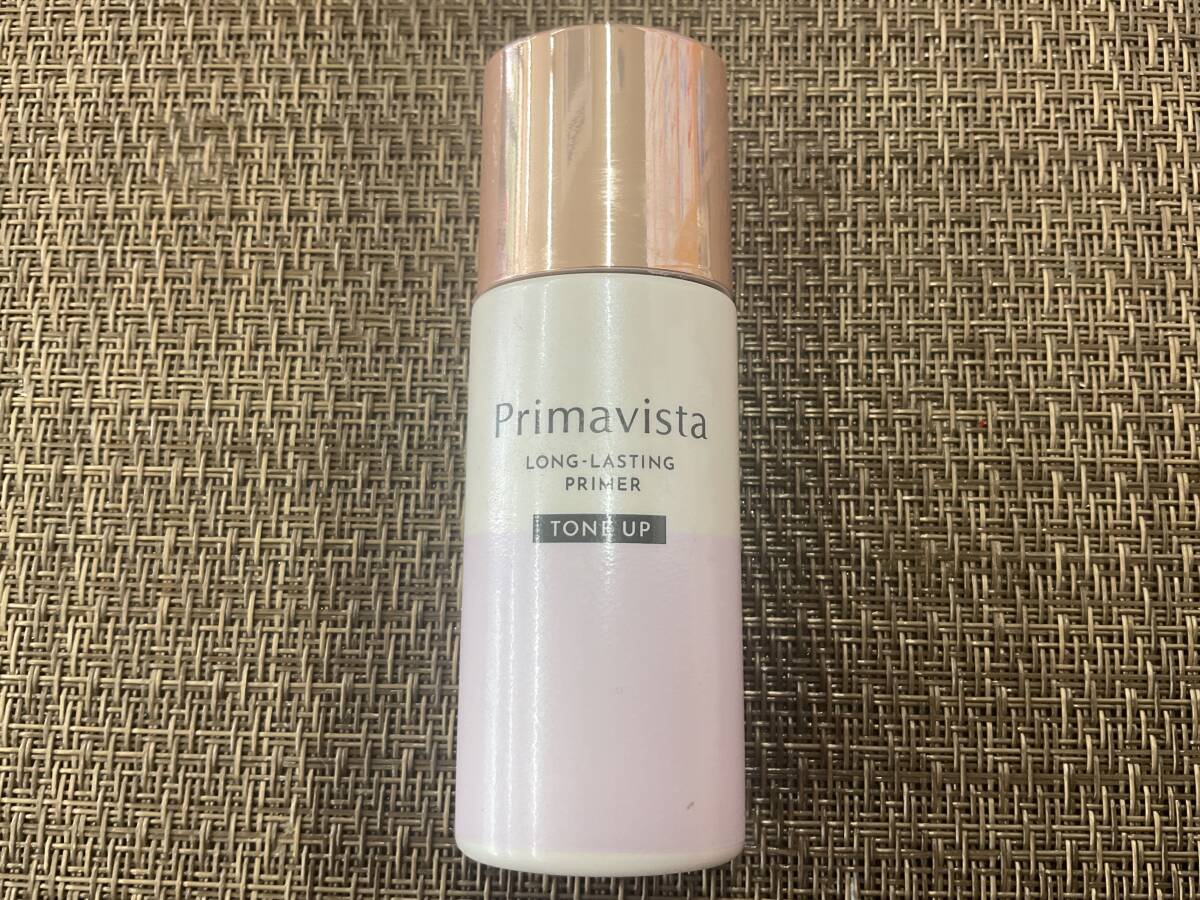 Primavista
LONG-LASTING
PRIMER
TONE UP